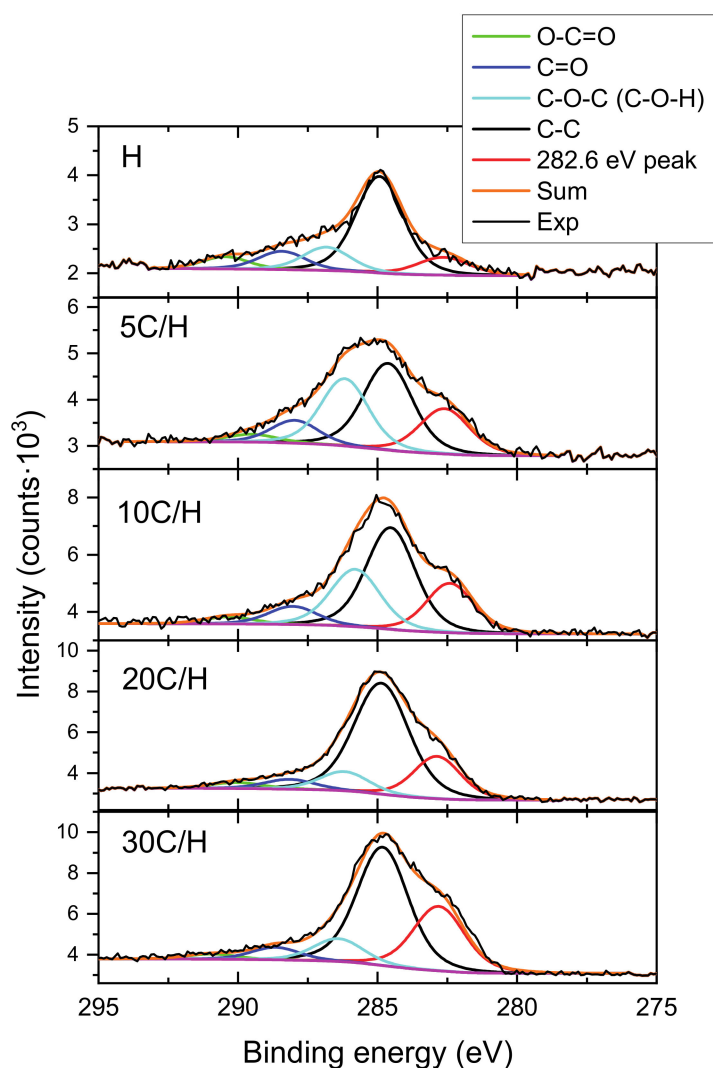 O-C=O
C=O
C-O-C (C-O-H)
C-C
282.6 eV peak
Sum
Exp
H
5
4
3
2
5C/H
6
5
4
3
10C/H
8
6
4
20C/H
10
8
6
4
30C/H
10
8
6
4
Intensity (counts·10³)
295 290 285 280 275
Binding energy (eV)